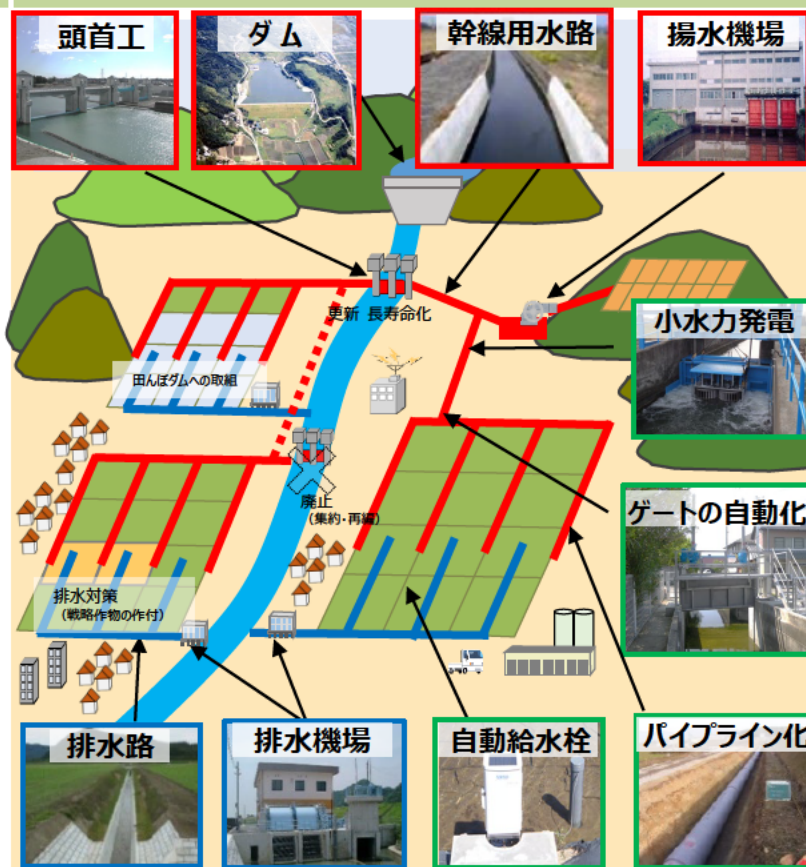 頭首工
ダム
幹線用水路
揚水機場
更新 長寿命化
小水力発電
田んぼダムへの取組
廃止
（集約・再編）
ゲートの自動化
排水対策
（戦略作物の作付）
排水路
排水機場
自動給水栓
パイプライン化